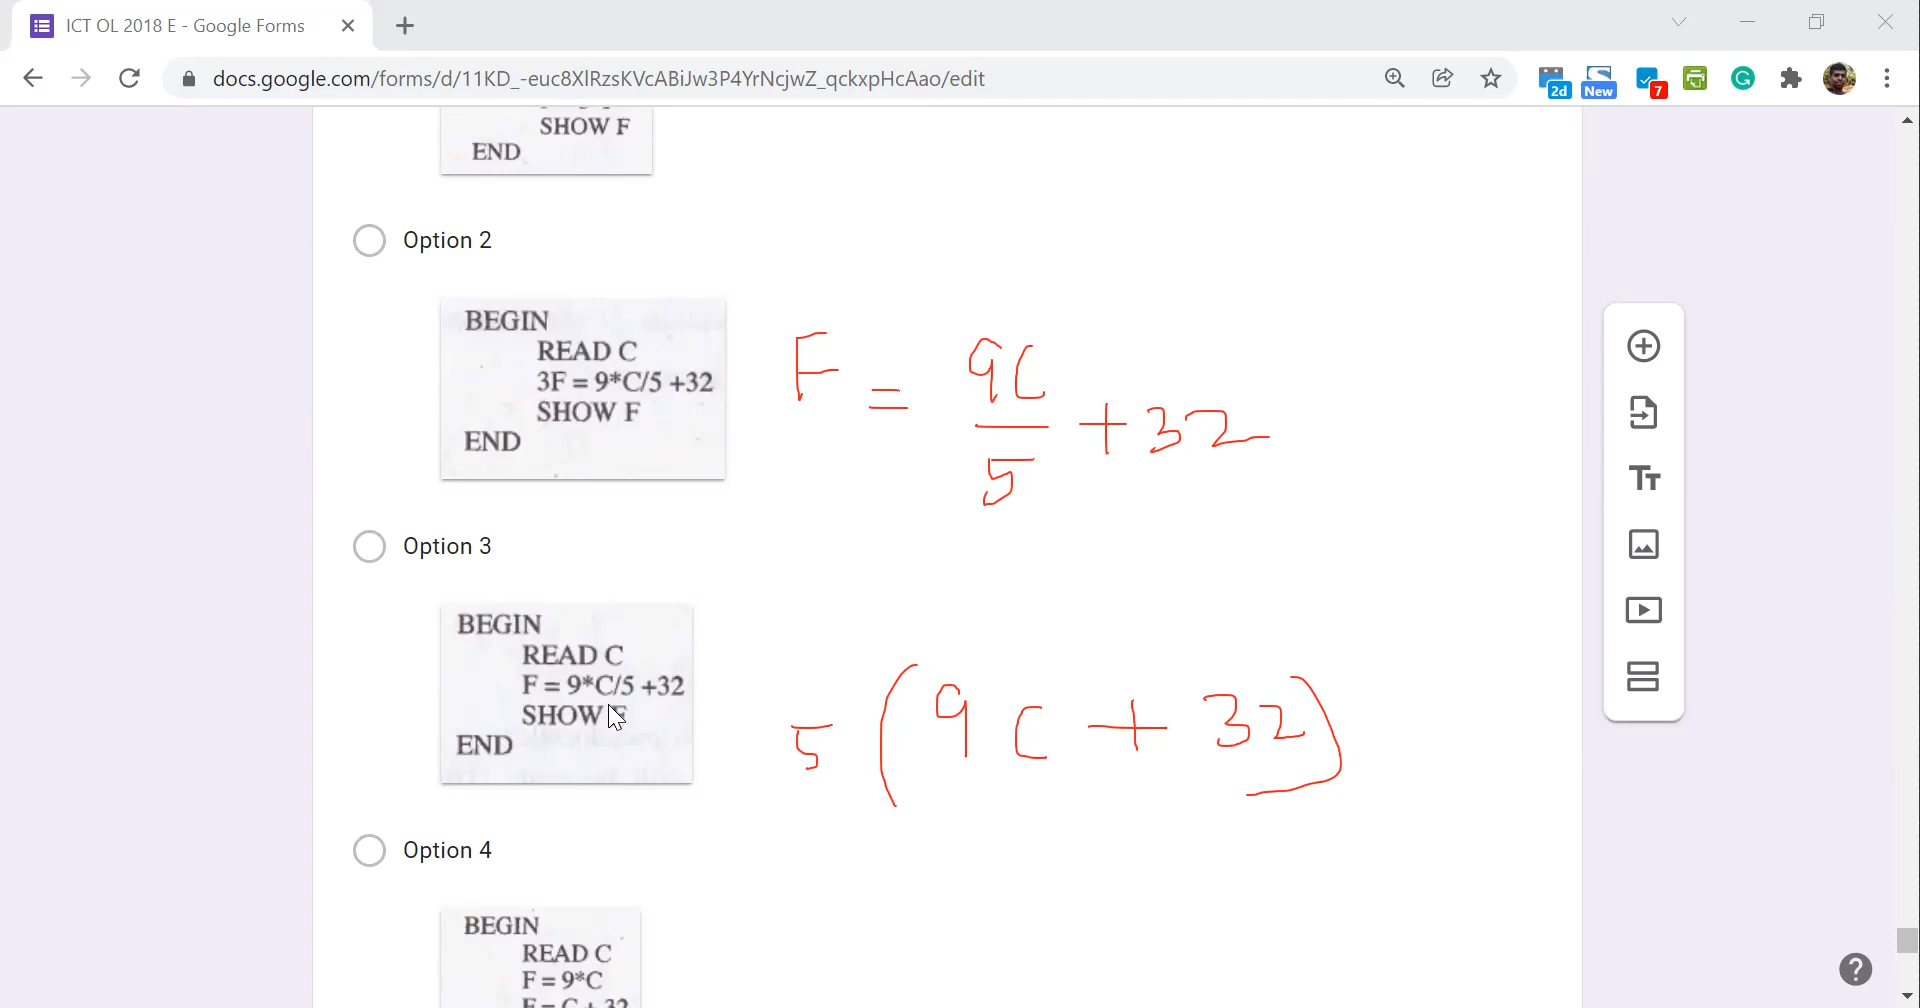 ICT OL 2018 E - Google Forms
docs.google.com/forms/d/11KD_-euc8XlRzsKVcABiJw3P4YrNcjwZ_qckxpHcAao/edit
2d
New
7
SHOW F
END
Option 2
BEGIN
READ C
3F = 9*C/5 +32
SHOW F
END
F = 9C/5 + 32
Option 3
BEGIN
READ C
F = 9*C/5 +32
SHOW F
END
5 (9 C + 32)
Option 4
BEGIN
READ C
F = 9*C
F = C + 32